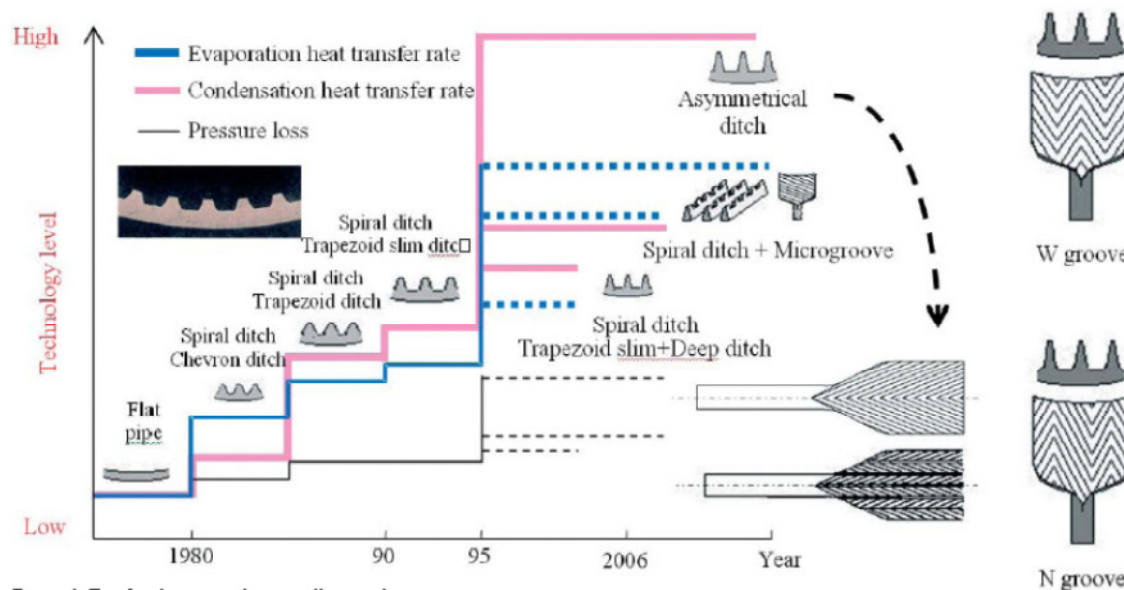 High
Evaporation heat transfer rate
Condensation heat transfer rate
Pressure loss
Technology level
Low
Flat
pipe
Spiral ditch
Chevron ditch
Spiral ditch
Trapezoid ditch
Spiral ditch
Trapezoid slim ditc□
Asymmetrical
ditch
Spiral ditch + Microgroove
Spiral ditch
Trapezoid slim+Deep ditch
1980
90
95
2006
Year
W groove
N groove